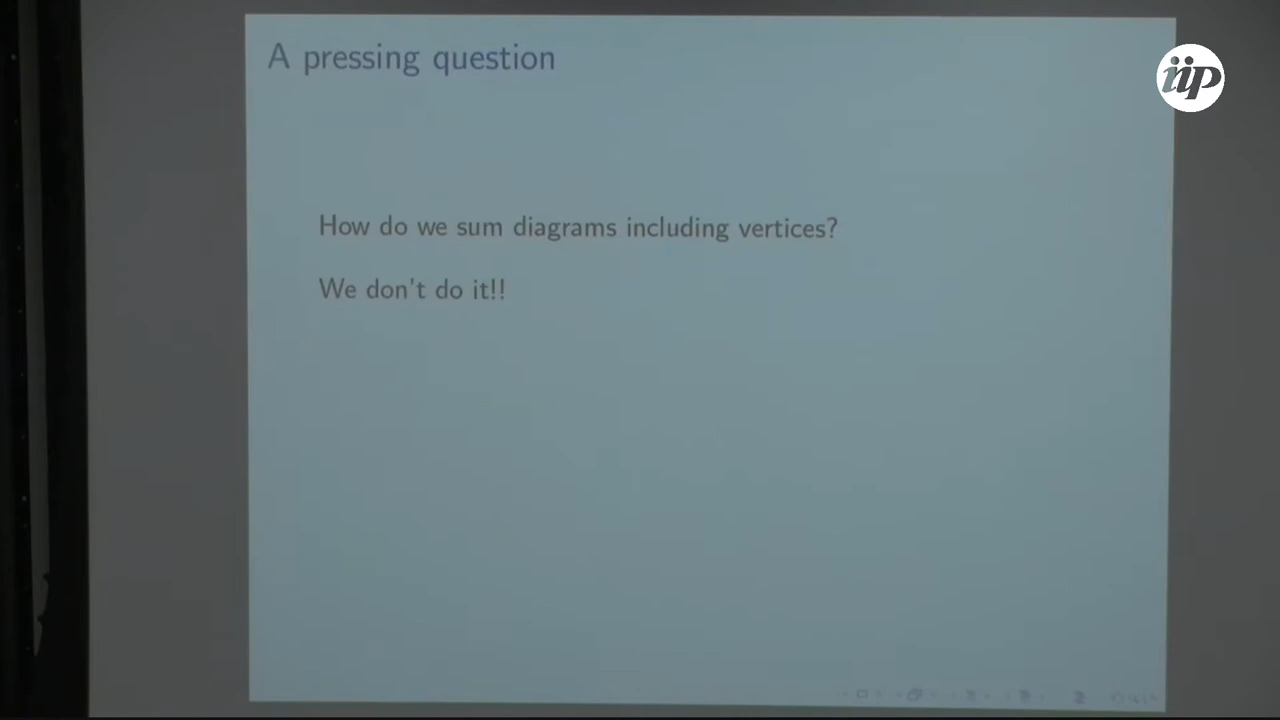 A pressing question
iip
How do we sum diagrams including vertices?
We don't do it!!